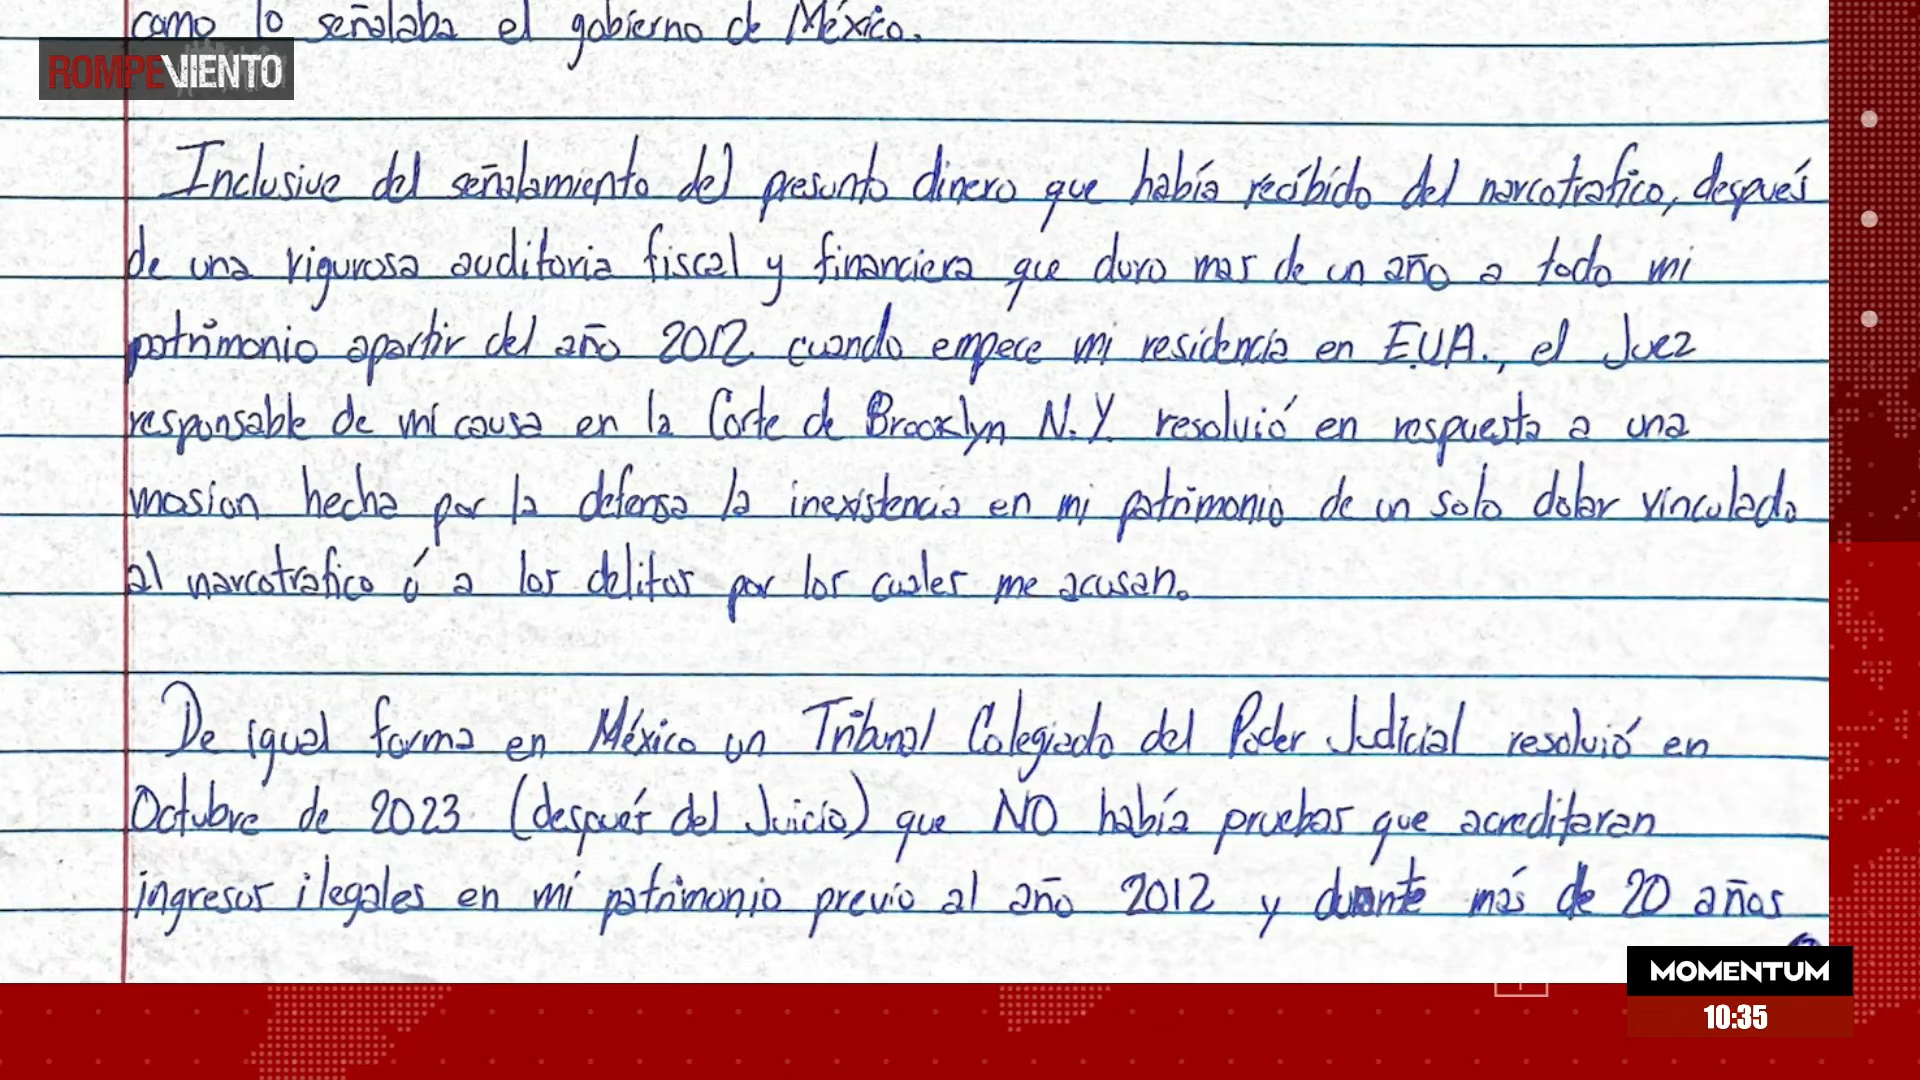 como lo señalaba el gobierno de México.
ROMPEVIENTO
Inclusive del señalamiento del presunto dinero que había recibido del narcotrafico, después
de una rigurosa auditoria fiscal y financiera que duro mas de un año a todo mi
patrimonio apartir del año 2012 cuando empece mi residencia en E.U.A., el Juez
responsable de mi causa en la Corte de Brooklyn N.Y. resolvió en respuesta a una
mosion hecha por la defensa la inexistencia en mi patrimonio de un solo dolar vinculado
al narcotrafico ó a los delitos por los cuales me acusan.
De igual forma en México un Tribunal Colegiado del Poder Judicial resolvió en
Octubre de 2023 (después del Juicio) que NO había pruebas que acreditaran
ingresos ilegales en mi patrimonio previo al año 2012 y durante más de 20 años
MOMENTUM
10:35